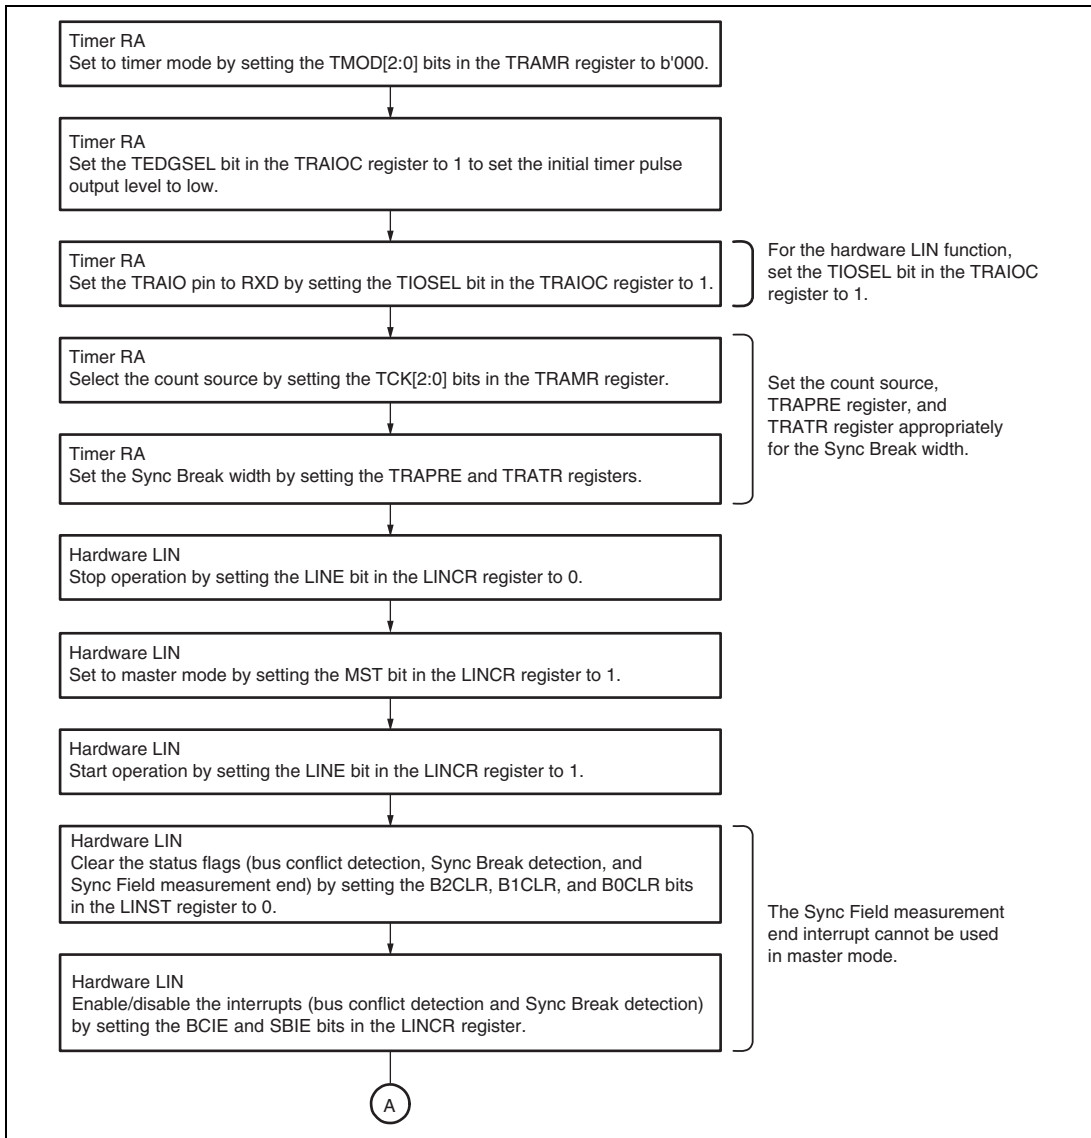 Timer RA
Set to timer mode by setting the TMOD[2:0] bits in the TRAMR register to b'000.
Timer RA
Set the TEDGSEL bit in the TRAIOC register to 1 to set the initial timer pulse
output level to low.
Timer RA
Set the TRAIO pin to RXD by setting the TIOSEL bit in the TRAIOC register to 1.
For the hardware LIN function,
set the TIOSEL bit in the TRAIOC
register to 1.
Timer RA
Select the count source by setting the TCK[2:0] bits in the TRAMR register.
Timer RA
Set the Sync Break width by setting the TRAPRE and TRATR registers.
Set the count source,
TRAPRE register, and
TRATR register appropriately
for the Sync Break width.
Hardware LIN
Stop operation by setting the LINE bit in the LINCR register to 0.
Hardware LIN
Set to master mode by setting the MST bit in the LINCR register to 1.
Hardware LIN
Start operation by setting the LINE bit in the LINCR register to 1.
Hardware LIN
Clear the status flags (bus conflict detection, Sync Break detection, and
Sync Field measurement end) by setting the B2CLR, B1CLR, and B0CLR bits
in the LINST register to 0.
Hardware LIN
Enable/disable the interrupts (bus conflict detection and Sync Break detection)
by setting the BCIE and SBIE bits in the LINCR register.
The Sync Field measurement
end interrupt cannot be used
in master mode.
A